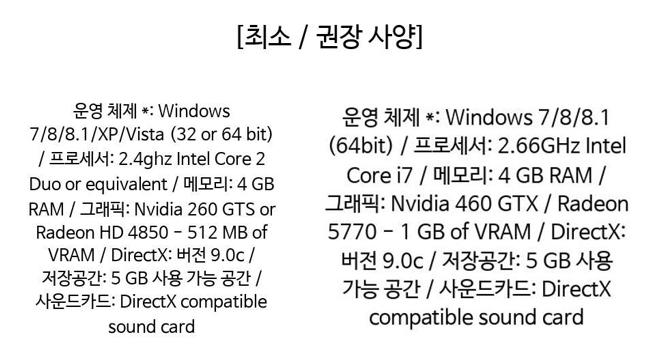 [최소 / 권장 사양]
운영 체제 *: Windows
7/8/8.1/XP/Vista (32 or 64 bit)
/ 프로세서: 2.4ghz Intel Core 2
Duo or equivalent / 메모리: 4 GB
RAM / 그래픽: Nvidia 260 GTS or
Radeon HD 4850 - 512 MB of
VRAM / DirectX: 버전 9.0c /
저장공간: 5 GB 사용 가능 공간 /
사운드카드: DirectX compatible
sound card
운영 체제 *: Windows 7/8/8.1
(64bit) / 프로세서: 2.66GHz Intel
Core i7 / 메모리: 4 GB RAM /
그래픽: Nvidia 460 GTX / Radeon
5770 - 1 GB of VRAM / DirectX:
버전 9.0c / 저장공간: 5 GB 사용
가능 공간 / 사운드카드: DirectX
compatible sound card